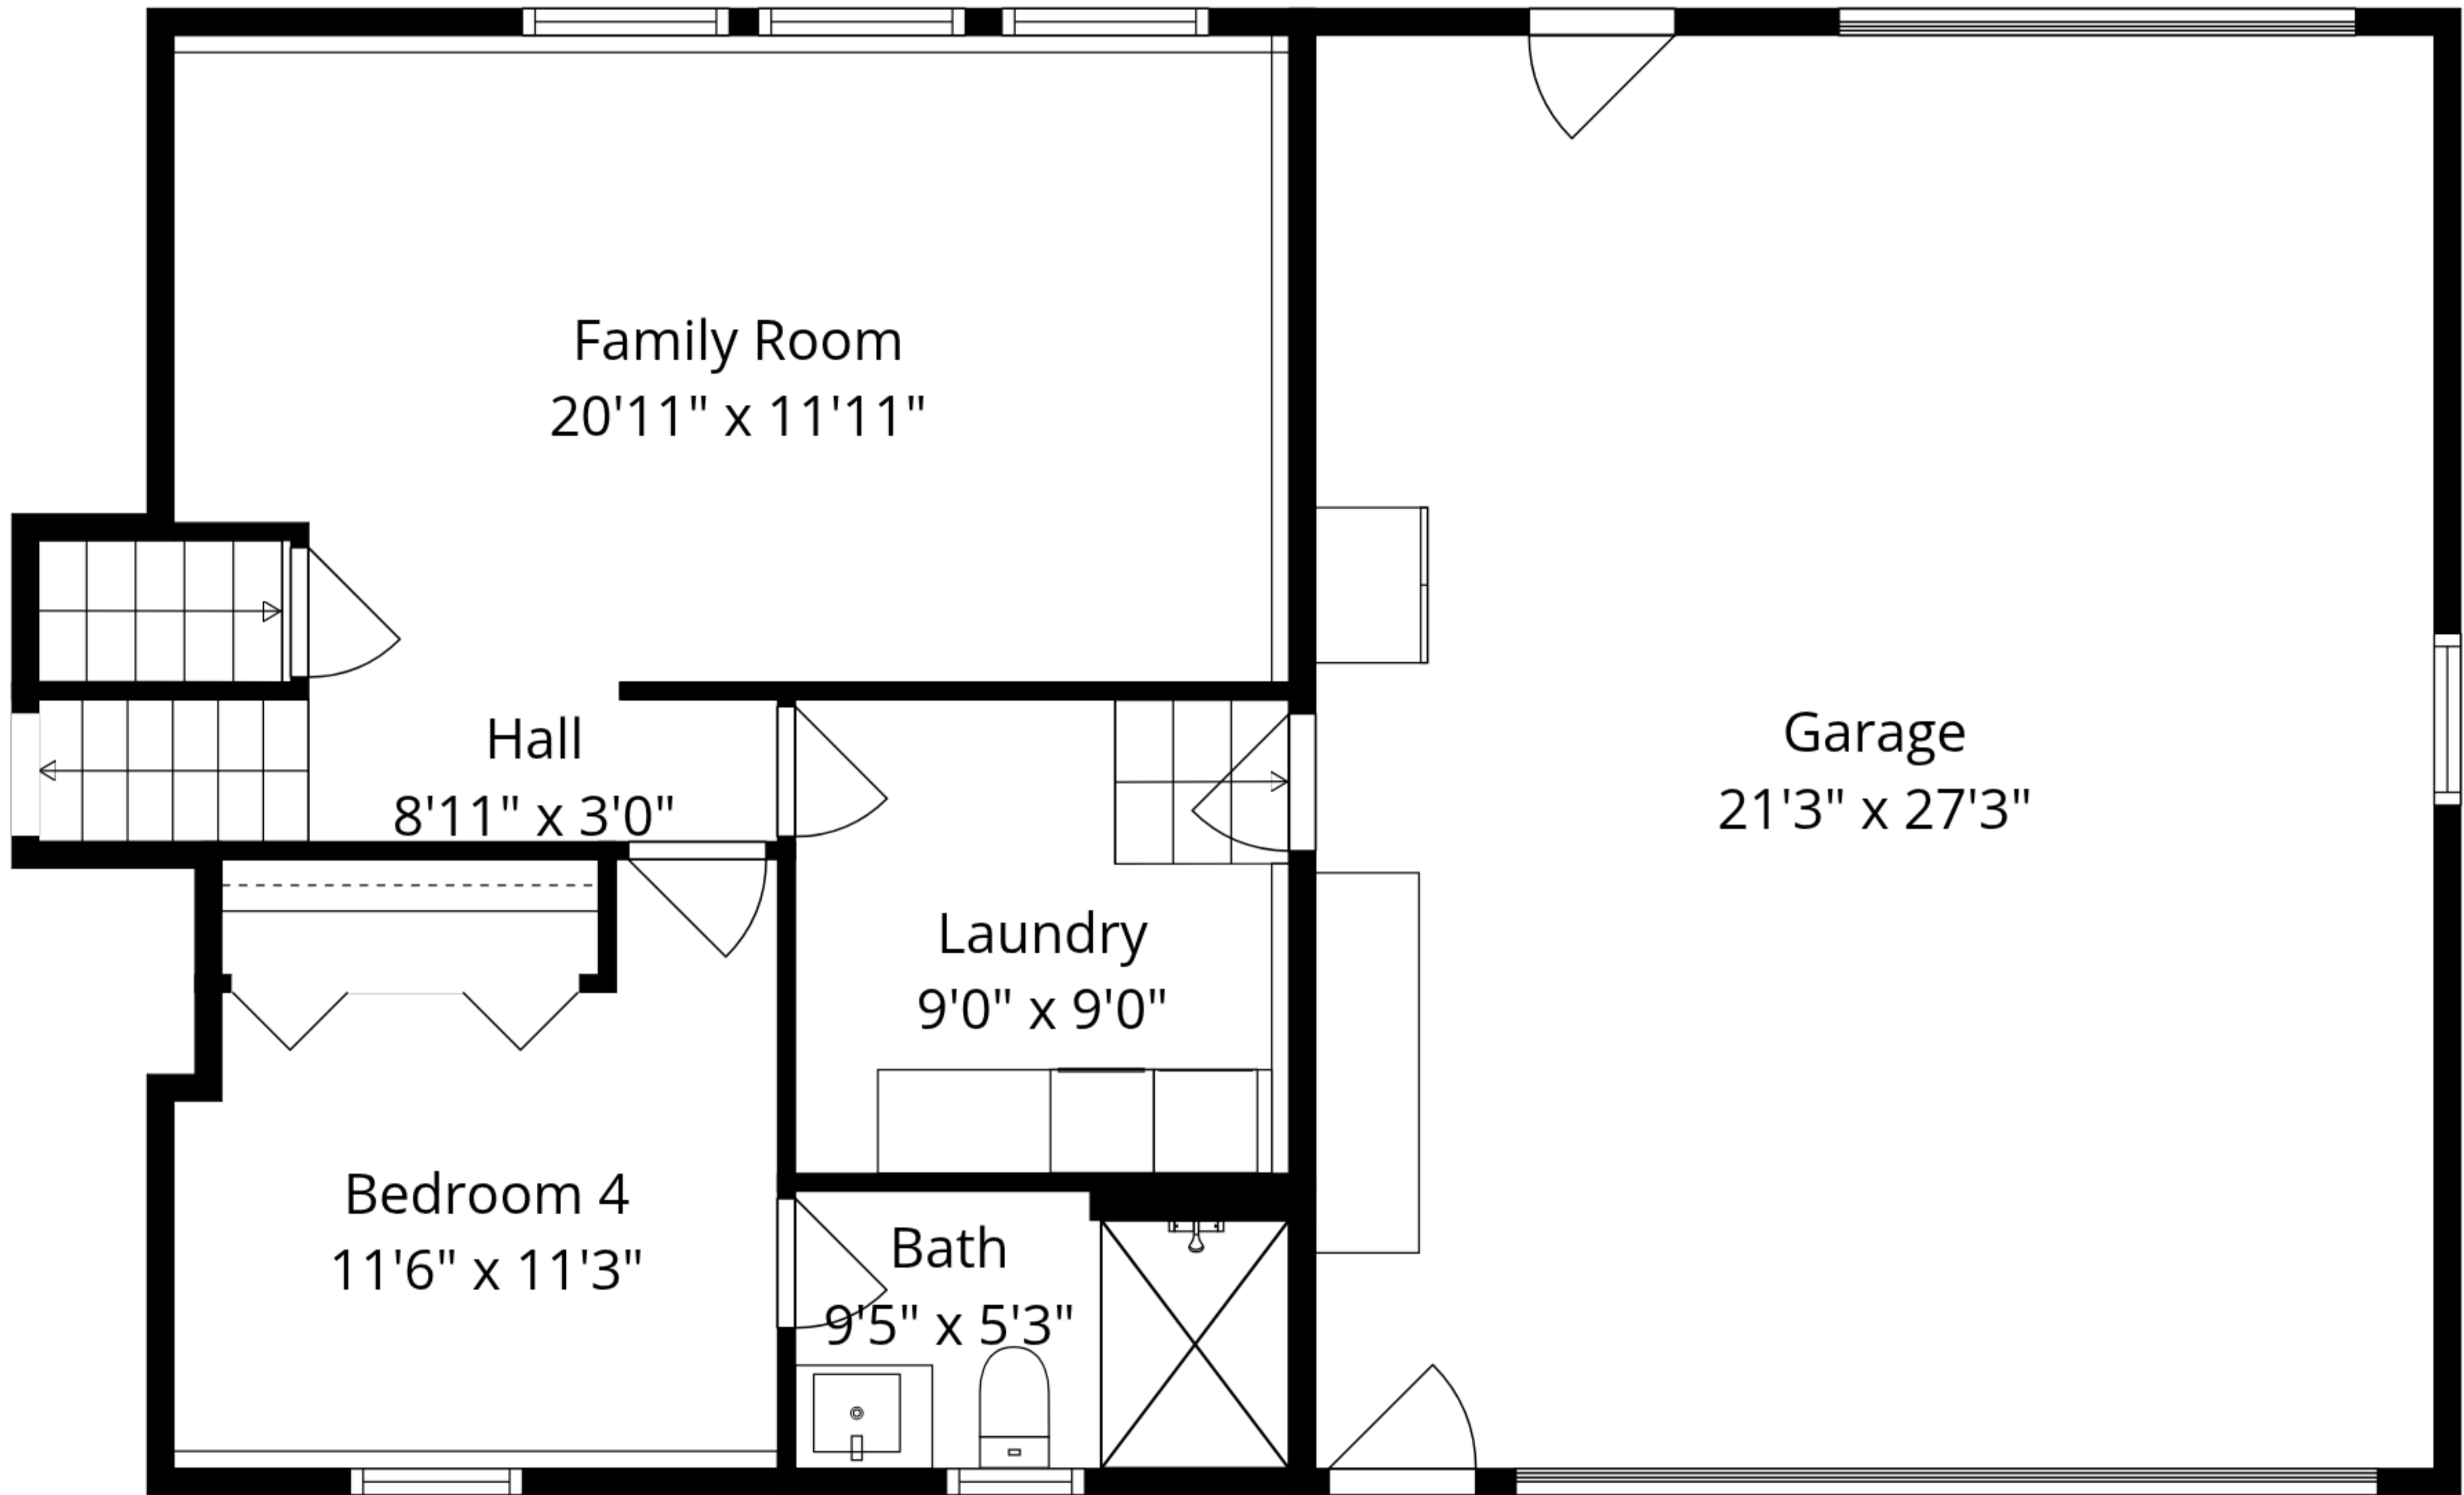 Family Room
20'11" x 11'11"
Hall
8'11" x 3'0"
Garage
21'3" x 27'3"
Laundry
9'0" x 9'0"
Bedroom 4
11'6" x 11'3"
Bath
9'5" x 5'3"